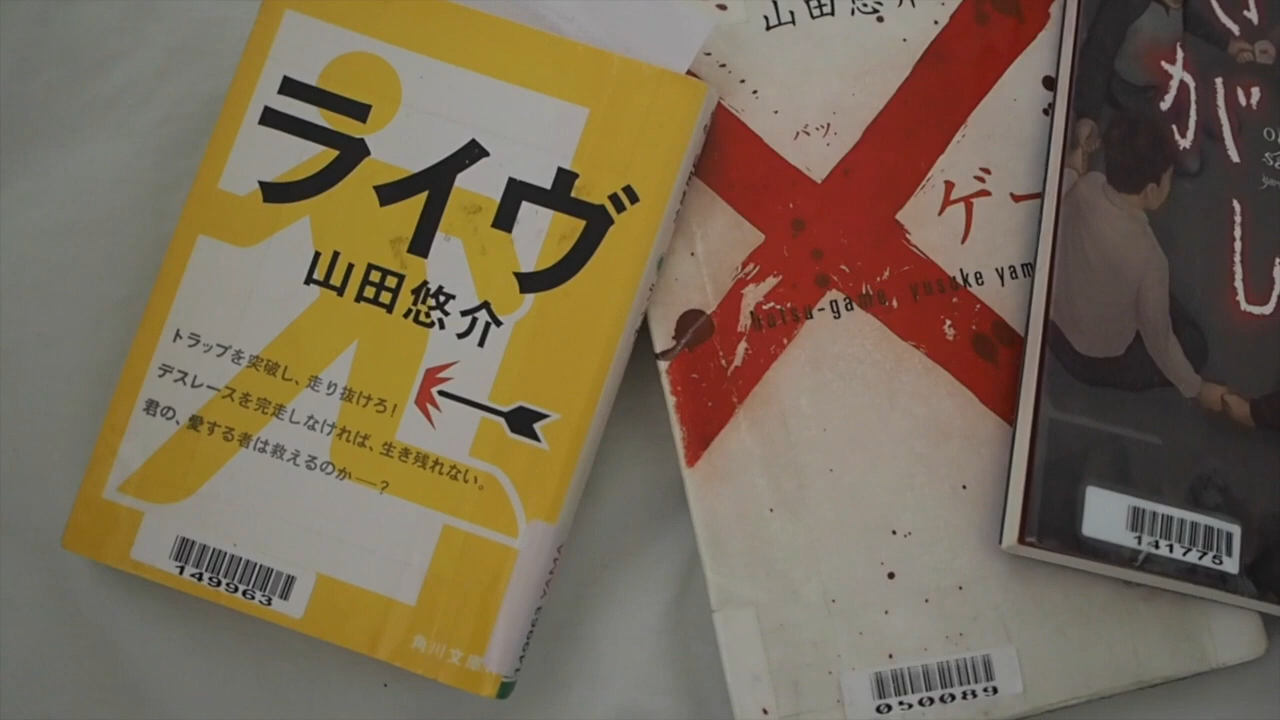 ライヴ
山田悠介
トラップを突破し、走り抜けろ!
デスレースを完走しなければ、生き残れない。
君の、愛する者は救えるのか──?
149963
角川文庫
149963 YAMA
山田悠介
バツ
ゲー
batsu-game yusuke yam
050089
がし
141775